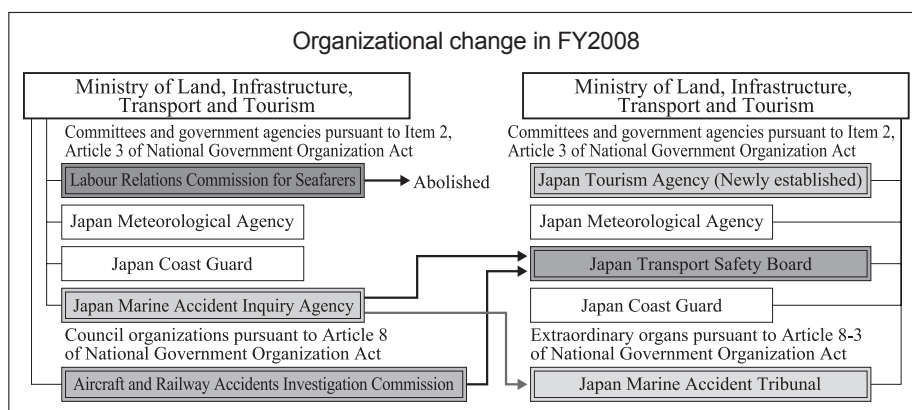 Organizational change in FY2008
Ministry of Land, Infrastructure,
Transport and Tourism
Committees and government agencies pursuant to Item 2,
Article 3 of National Government Organization Act
Labour Relations Commission for Seafarers
Abolished
Japan Meteorological Agency
Japan Coast Guard
Japan Marine Accident Inquiry Agency
Council organizations pursuant to Article 8
of National Government Organization Act
Aircraft and Railway Accidents Investigation Commission
Ministry of Land, Infrastructure,
Transport and Tourism
Committees and government agencies pursuant to Item 2,
Article 3 of National Government Organization Act
Japan Tourism Agency (Newly established)
Japan Meteorological Agency
Japan Transport Safety Board
Japan Coast Guard
Extraordinary organs pursuant to Article 8-3
of National Government Organization Act
Japan Marine Accident Tribunal